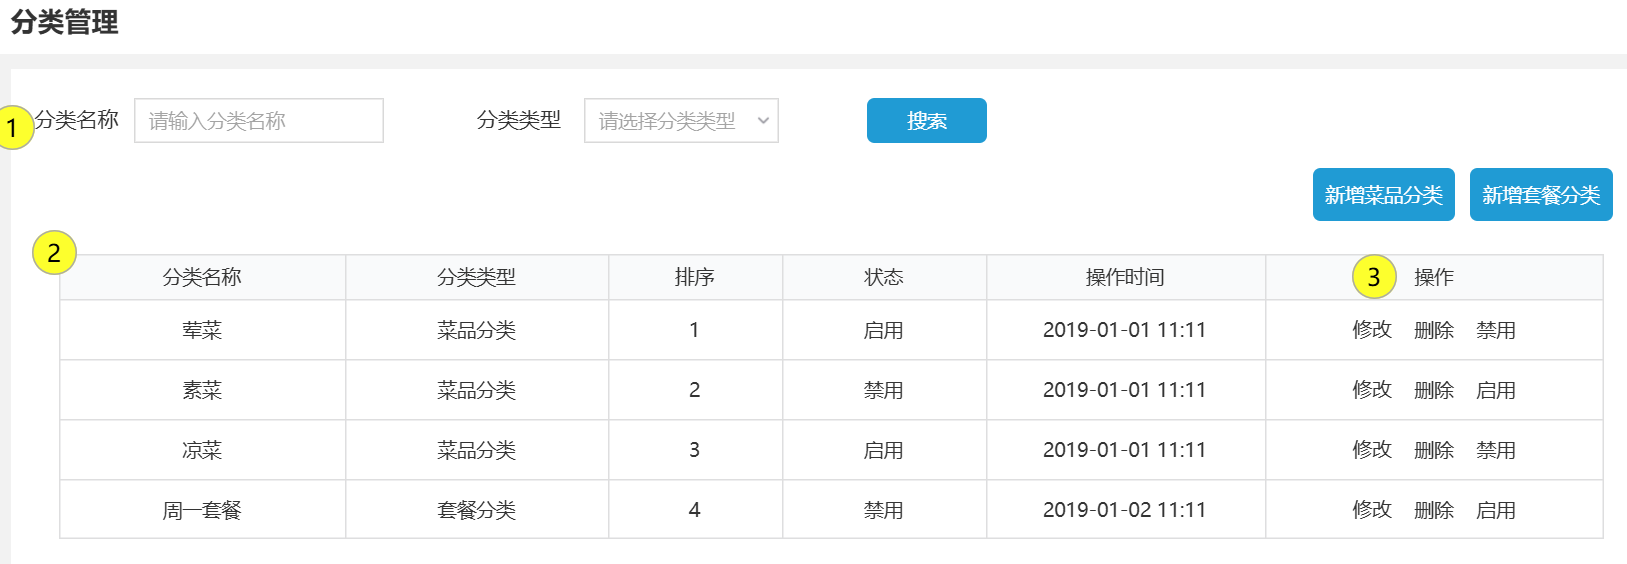 分类管理
1 分类名称 请输入分类名称 分类类型 请选择分类类型 搜索
新增菜品分类 新增套餐分类
2
分类名称 分类类型 排序 状态 操作时间 3 操作
荤菜 菜品分类 1 启用 2019-01-01 11:11 修改 删除 禁用
素菜 菜品分类 2 禁用 2019-01-01 11:11 修改 删除 启用
凉菜 菜品分类 3 启用 2019-01-01 11:11 修改 删除 禁用
周一套餐 套餐分类 4 禁用 2019-01-02 11:11 修改 删除 启用